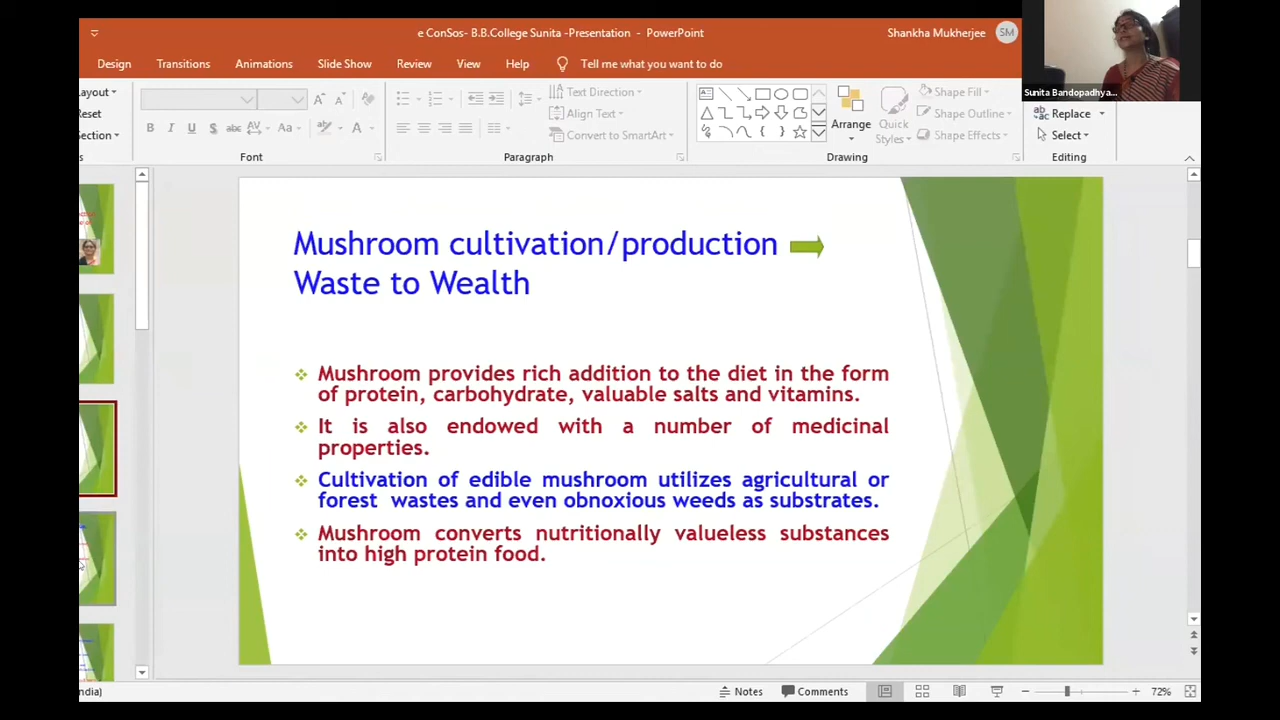 e ConSos- B.B.College Sunita -Presentation - PowerPoint
Shankha Mukherjee
SM
Design Transitions Animations Slide Show Review View Help Tell me what you want to do
Sunita Bandopadhya...
ayout
Reset
Section
B I U S abc AV Aa A
Text Direction
Align Text
Convert to SmartArt
Arrange
Quick
Styles
Shape Fill
Shape Outline
Shape Effects
Replace
Select
Font
Paragraph
Drawing
Editing
Mushroom cultivation/production
Waste to Wealth
Mushroom provides rich addition to the diet in the form
of protein, carbohydrate, valuable salts and vitamins.
It is also endowed with a number of medicinal
properties.
Cultivation of edible mushroom utilizes agricultural or
forest wastes and even obnoxious weeds as substrates.
Mushroom converts nutritionally valueless substances
into high protein food.
ndia)
Notes
Comments
72%